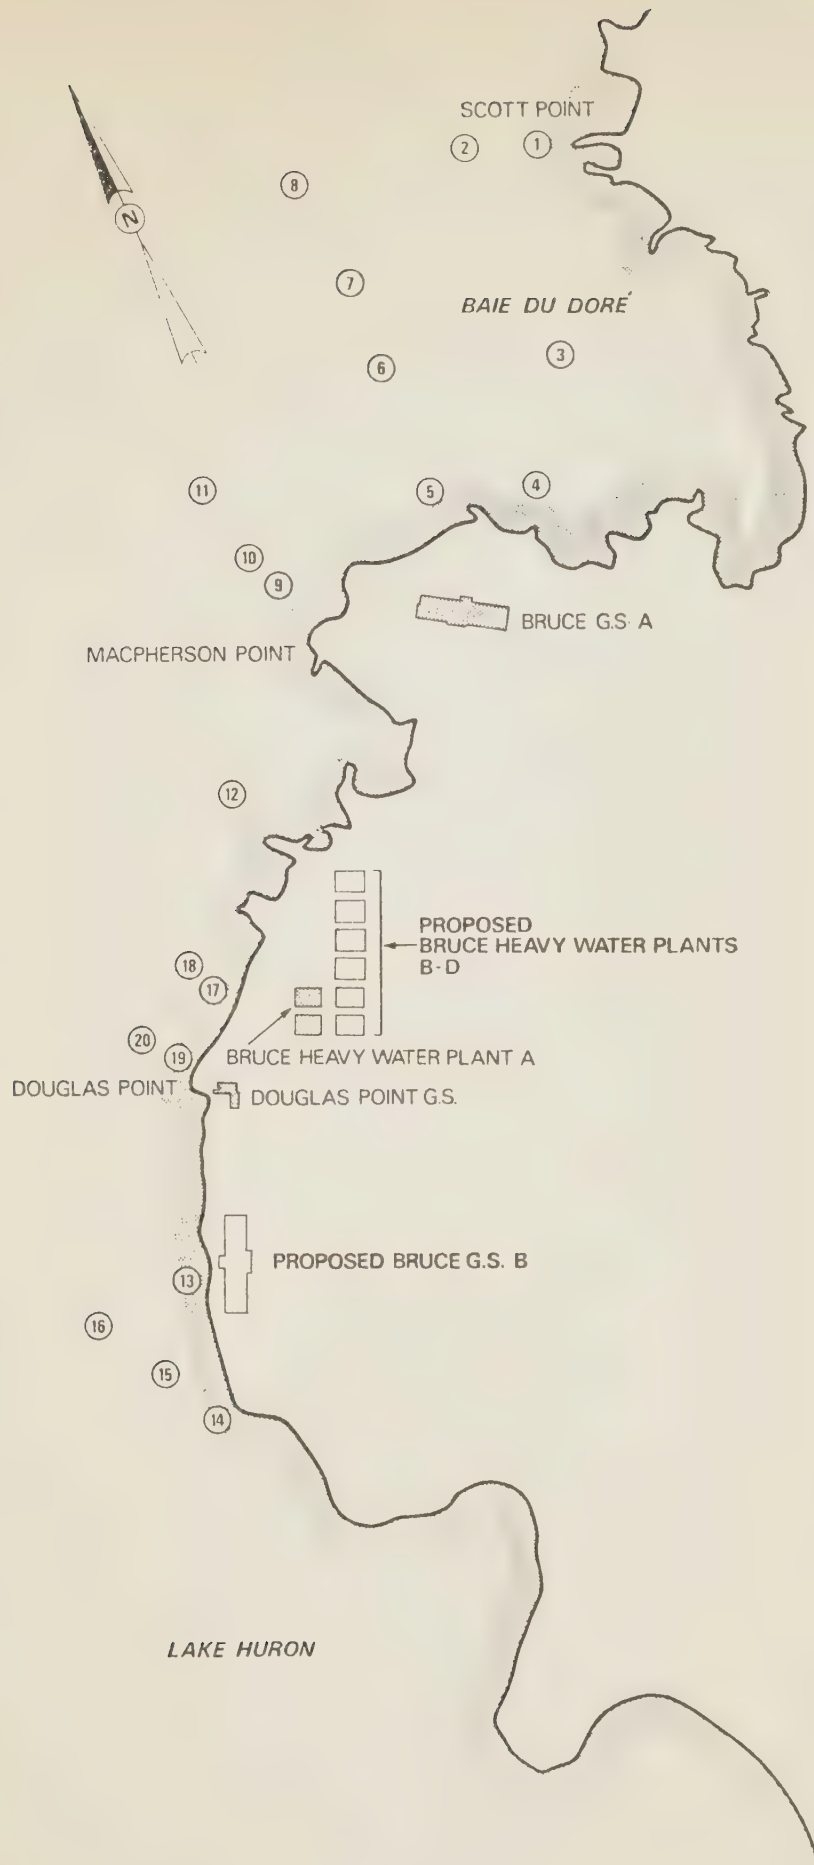 SCOTT POINT
2
1
8
N
7
BAIE DU DORÉ
3
6
11
5
4
10
9
BRUCE G.S. A
MACPHERSON POINT
12
PROPOSED
BRUCE HEAVY WATER PLANTS
B-D
18
17
20
19
BRUCE HEAVY WATER PLANT A
DOUGLAS POINT
DOUGLAS POINT G.S.
PROPOSED BRUCE G.S. B
13
16
15
14
LAKE HURON